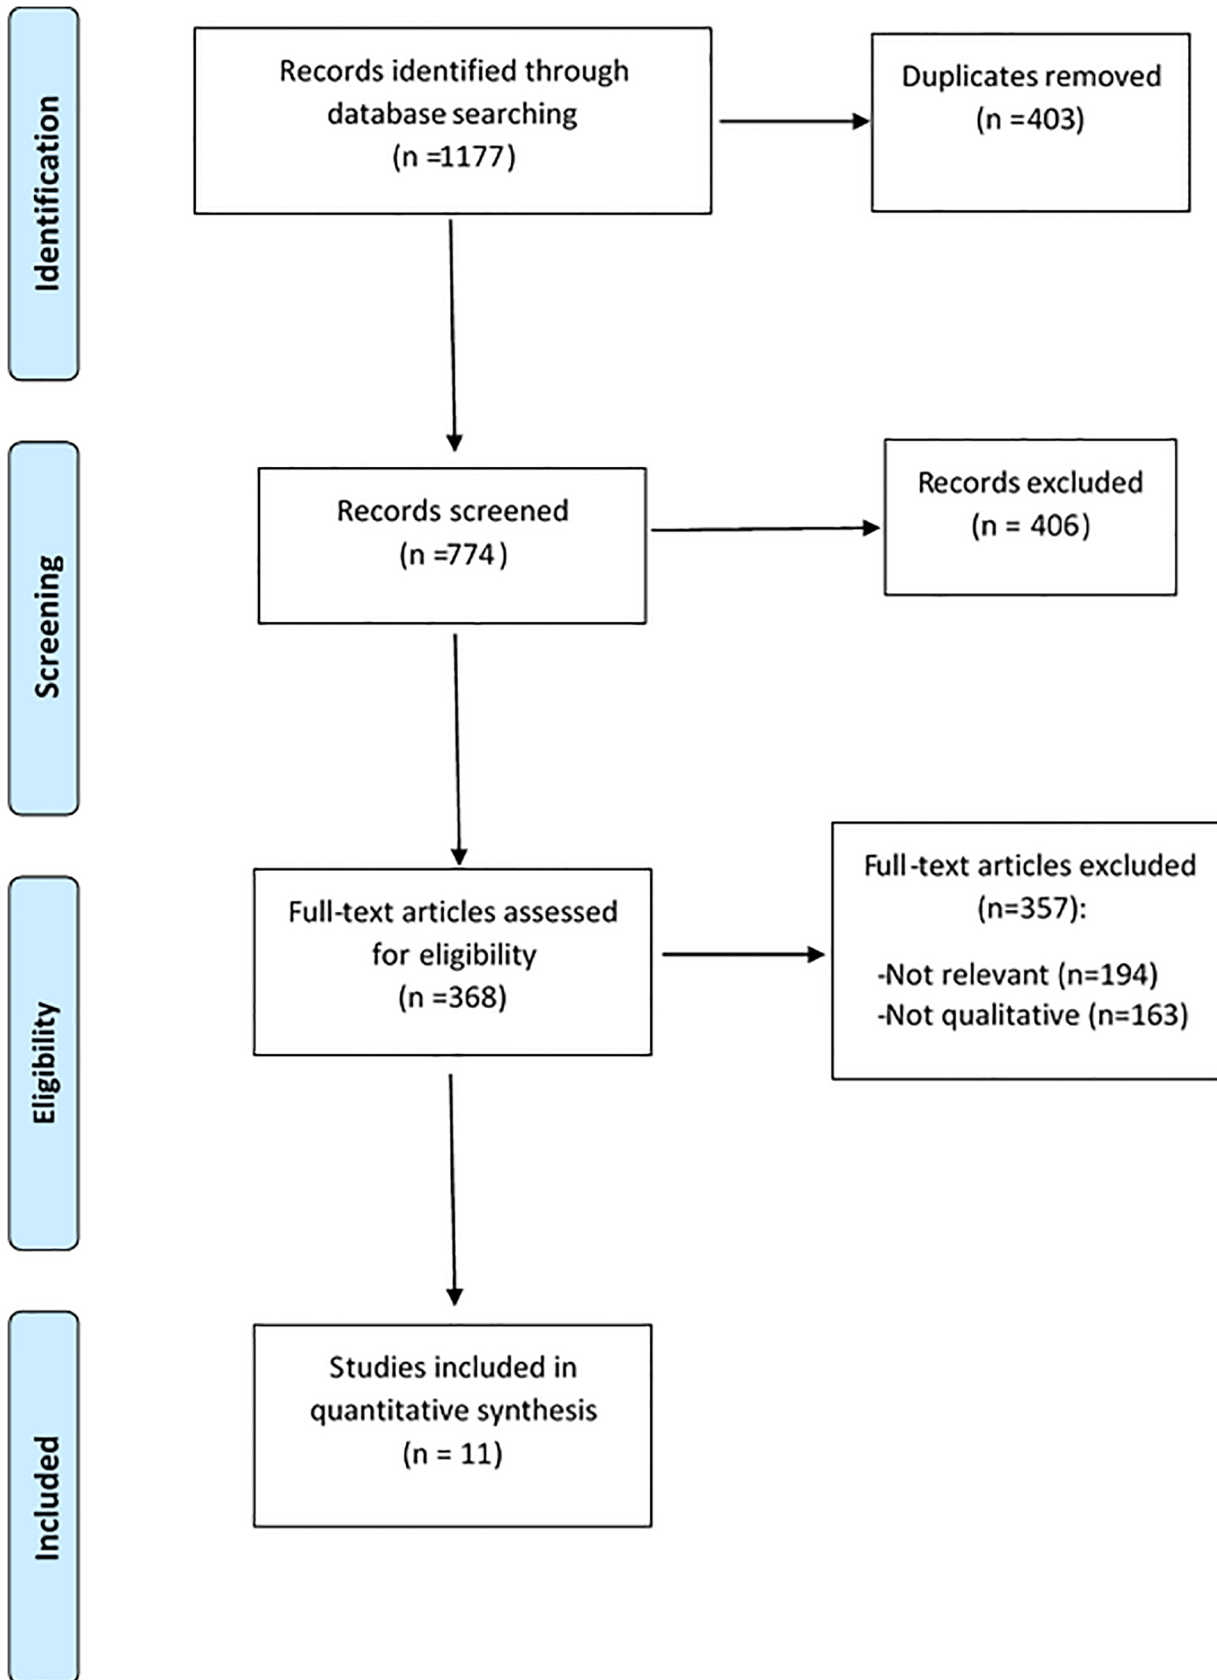 Identification
Records identified through
database searching
(n =1177)
Duplicates removed
(n =403)
Screening
Records screened
(n =774)
Records excluded
(n = 406)
Eligibility
Full-text articles assessed
for eligibility
(n =368)
Full-text articles excluded
(n=357):
-Not relevant (n=194)
-Not qualitative (n=163)
Included
Studies included in
quantitative synthesis
(n = 11)